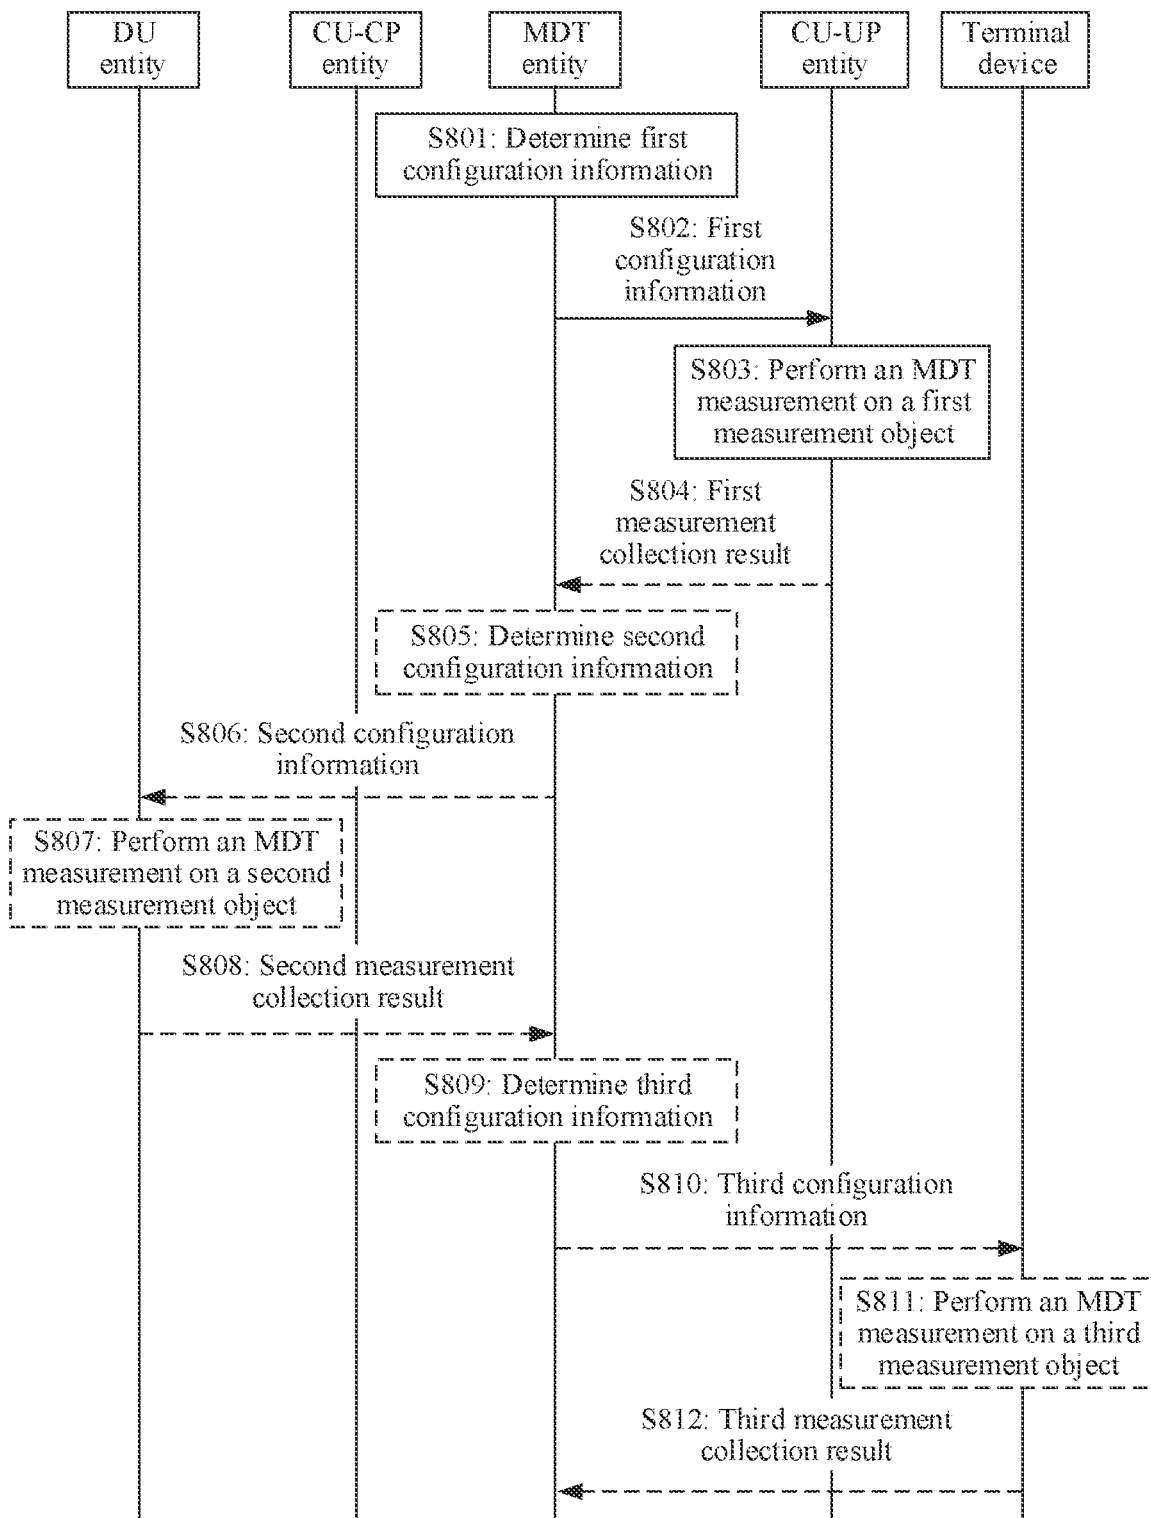 DU
entity
CU-CP
entity
MDT
entity
CU-UP
entity
Terminal
device
S801: Determine first
configuration information
S802: First
configuration
information
S803: Perform an MDT
measurement on a first
measurement object
S804: First
measurement
collection result
S805: Determine second
configuration information
S806: Second configuration
information
S807: Perform an MDT
measurement on a second
measurement object
S808: Second measurement
collection result
S809: Determine third
configuration information
S810: Third configuration
information
S811: Perform an MDT
measurement on a third
measurement object
S812: Third measurement
collection result